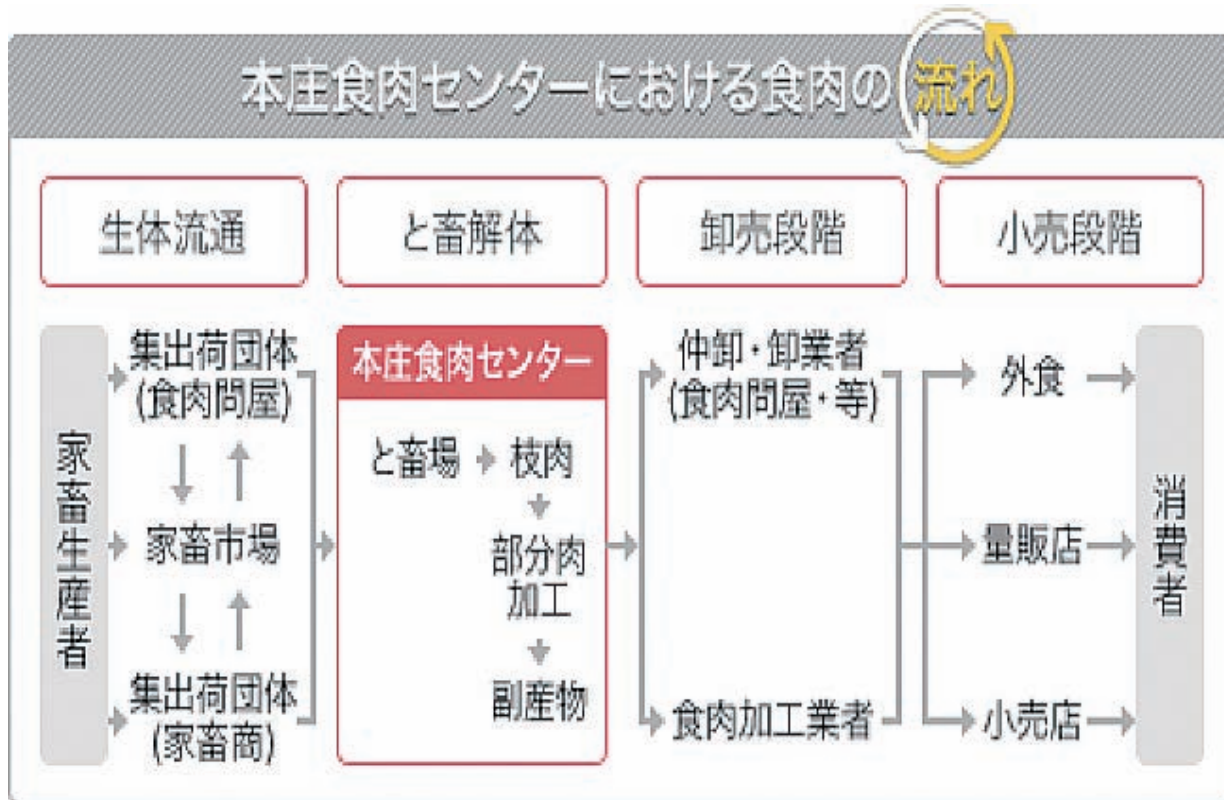 本庄食肉センターにおける食肉の流れ
生体流通
と畜解体
卸売段階
小売段階
家畜生産者
集出荷団体
(食肉問屋)
家畜市場
集出荷団体
(家畜商)
本庄食肉センター
と畜場
枝肉
部分肉
加工
副産物
仲卸・卸業者
(食肉問屋・等)
食肉加工業者
外食
量販店
小売店
消費者